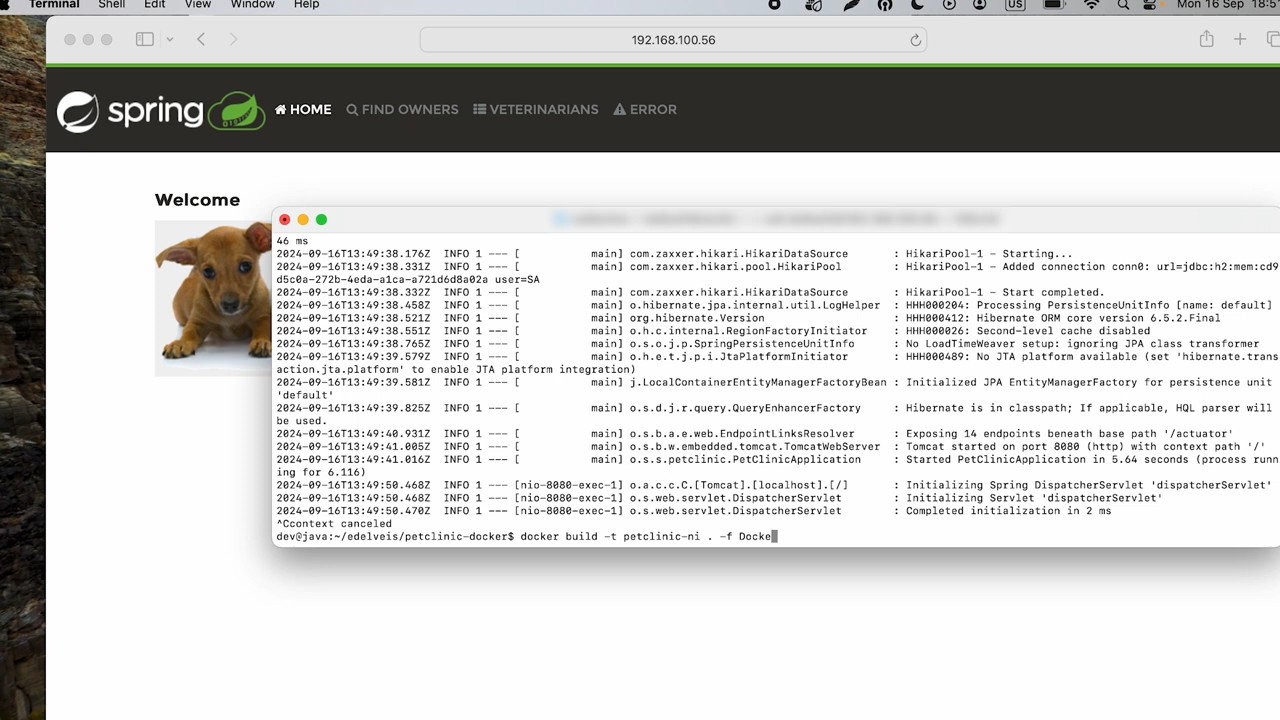 Terminal Shell Edit View Window Help US Mon 16 Sep 18:5
192.168.100.56
spring HOME FIND OWNERS VETERINARIANS ERROR
Welcome
46 ms
2024-09-16T13:49:38.176Z INFO 1 --- [ main] com.zaxxer.hikari.HikariDataSource : HikariPool-1 - Starting...
2024-09-16T13:49:38.331Z INFO 1 --- [ main] com.zaxxer.hikari.pool.HikariPool : HikariPool-1 - Added connection conn0: url=jdbc:h2:mem:cd9
d5c0a-272b-4eda-a1ca-a721d6d8a02a user=SA
2024-09-16T13:49:38.332Z INFO 1 --- [ main] com.zaxxer.hikari.HikariDataSource : HikariPool-1 - Start completed.
2024-09-16T13:49:38.458Z INFO 1 --- [ main] o.hibernate.jpa.internal.util.LogHelper : HHH000204: Processing PersistenceUnitInfo [name: default]
2024-09-16T13:49:38.521Z INFO 1 --- [ main] org.hibernate.Version : HHH000412: Hibernate ORM core version 6.5.2.Final
2024-09-16T13:49:38.551Z INFO 1 --- [ main] o.h.c.internal.RegionFactoryInitiator : HHH000026: Second-level cache disabled
2024-09-16T13:49:38.765Z INFO 1 --- [ main] o.s.o.j.p.SpringPersistenceUnitInfo : No LoadTimeWeaver setup: ignoring JPA class transformer
2024-09-16T13:49:39.579Z INFO 1 --- [ main] o.h.e.t.j.p.i.JtaPlatformInitiator : HHH000489: No JTA platform available (set 'hibernate.trans
action.jta.platform' to enable JTA platform integration)
2024-09-16T13:49:39.581Z INFO 1 --- [ main] j.LocalContainerEntityManagerFactoryBean : Initialized JPA EntityManagerFactory for persistence unit
'default'
2024-09-16T13:49:39.825Z INFO 1 --- [ main] o.s.d.j.r.query.QueryEnhancerFactory : Hibernate is in classpath; If applicable, HQL parser will
be used.
2024-09-16T13:49:40.931Z INFO 1 --- [ main] o.s.b.a.e.web.EndpointLinksResolver : Exposing 14 endpoints beneath base path '/actuator'
2024-09-16T13:49:41.005Z INFO 1 --- [ main] o.s.b.w.embedded.tomcat.TomcatWebServer : Tomcat started on port 8080 (http) with context path '/'
2024-09-16T13:49:41.016Z INFO 1 --- [ main] o.s.s.petclinic.PetClinicApplication : Started PetClinicApplication in 5.64 seconds (process runn
ing for 6.116)
2024-09-16T13:49:50.468Z INFO 1 --- [nio-8080-exec-1] o.a.c.c.C.[Tomcat].[localhost].[/] : Initializing Spring DispatcherServlet 'dispatcherServlet'
2024-09-16T13:49:50.468Z INFO 1 --- [nio-8080-exec-1] o.s.web.servlet.DispatcherServlet : Initializing Servlet 'dispatcherServlet'
2024-09-16T13:49:50.470Z INFO 1 --- [nio-8080-exec-1] o.s.web.servlet.DispatcherServlet : Completed initialization in 2 ms
^Ccontext canceled
dev@java:~/edelveis/petclinic-docker$ docker build -t petclinic-ni . -f Docke